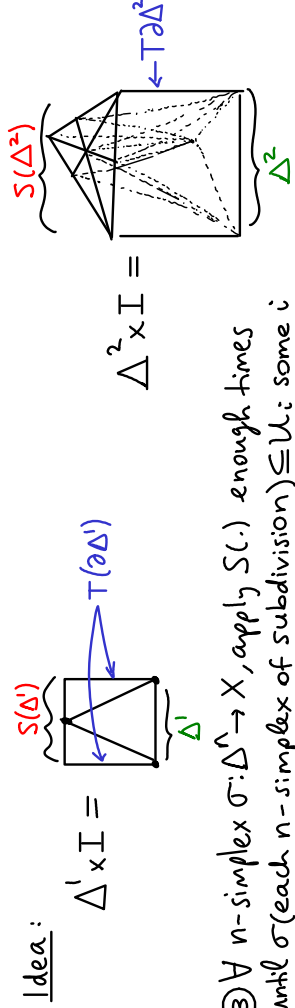 Idea:
S(Δ¹)
Δ¹ × I =
T(∂Δ¹)
Δ¹
S(Δ²)
Δ² × I =
←T∂Δ²
Δ²
③ ∀ n-simplex σ: Δⁿ → X, apply S(.) enough times
until σ(each n-simplex of subdivision) ⊆ Uᵢ some i